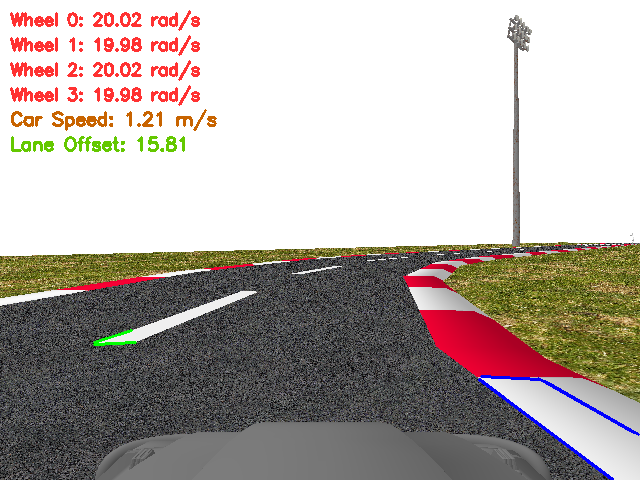 Wheel 0: 20.02 rad/s
Wheel 1: 19.98 rad/s
Wheel 2: 20.02 rad/s
Wheel 3: 19.98 rad/s
Car Speed: 1.21 m/s
Lane Offset: 15.81